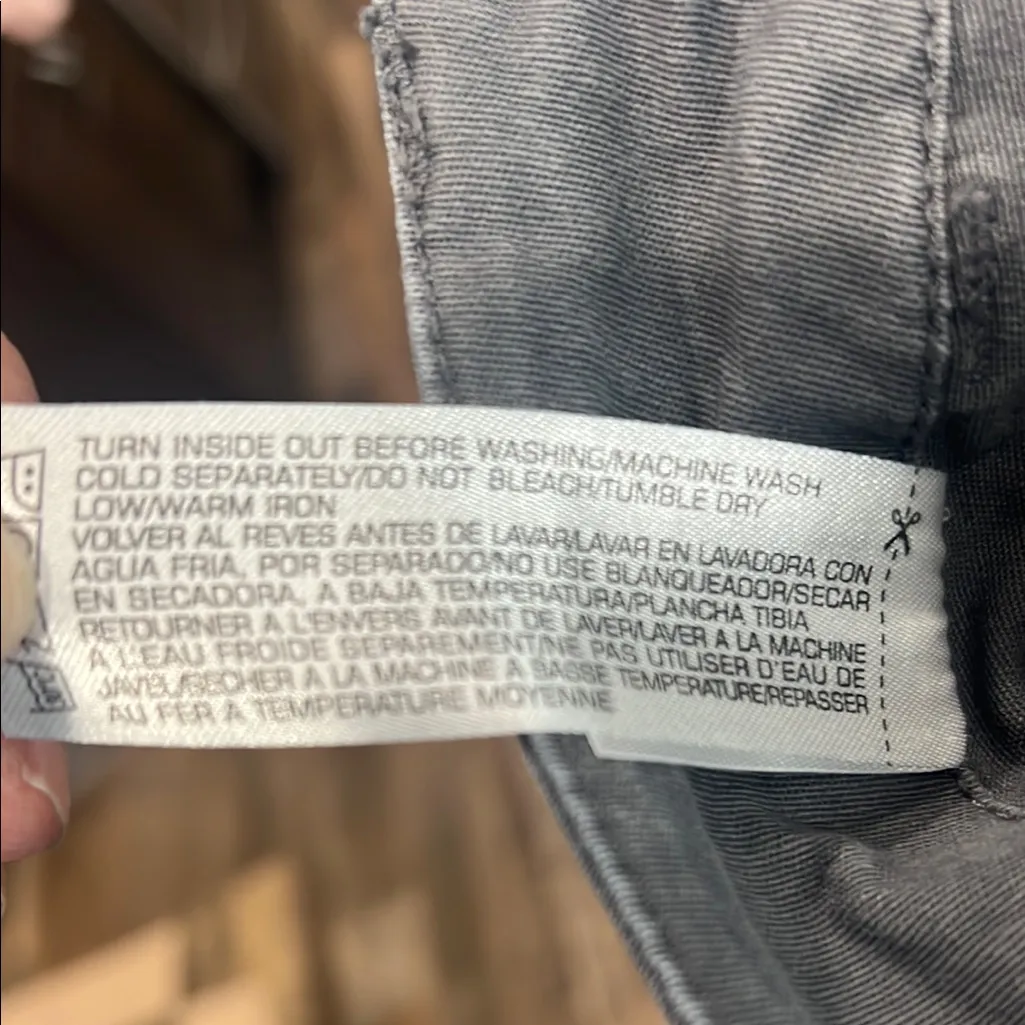 TURN INSIDE OUT BEFORE WASHING/MACHINE WASH
COLD SEPARATELY/DO NOT BLEACH/TUMBLE DRY
LOW/WARM IRON
VOLVER AL REVES ANTES DE LAVAR/LAVAR EN LAVADORA CON
AGUA FRIA, POR SEPARADO/NO USE BLANQUEADOR/SECAR
EN SECADORA, A BAJA TEMPERATURA/PLANCHA TIBIA
RETOURNER A L'ENVERS AVANT DE LAVER/LAVER A LA MACHINE
A L'EAU FROIDE SEPAREMENT/NE PAS UTILISER D'EAU DE
JAVEL/SECHER A LA MACHINE A BASSE TEMPERATURE/REPASSER
AU FER A TEMPERATURE MOYENNE